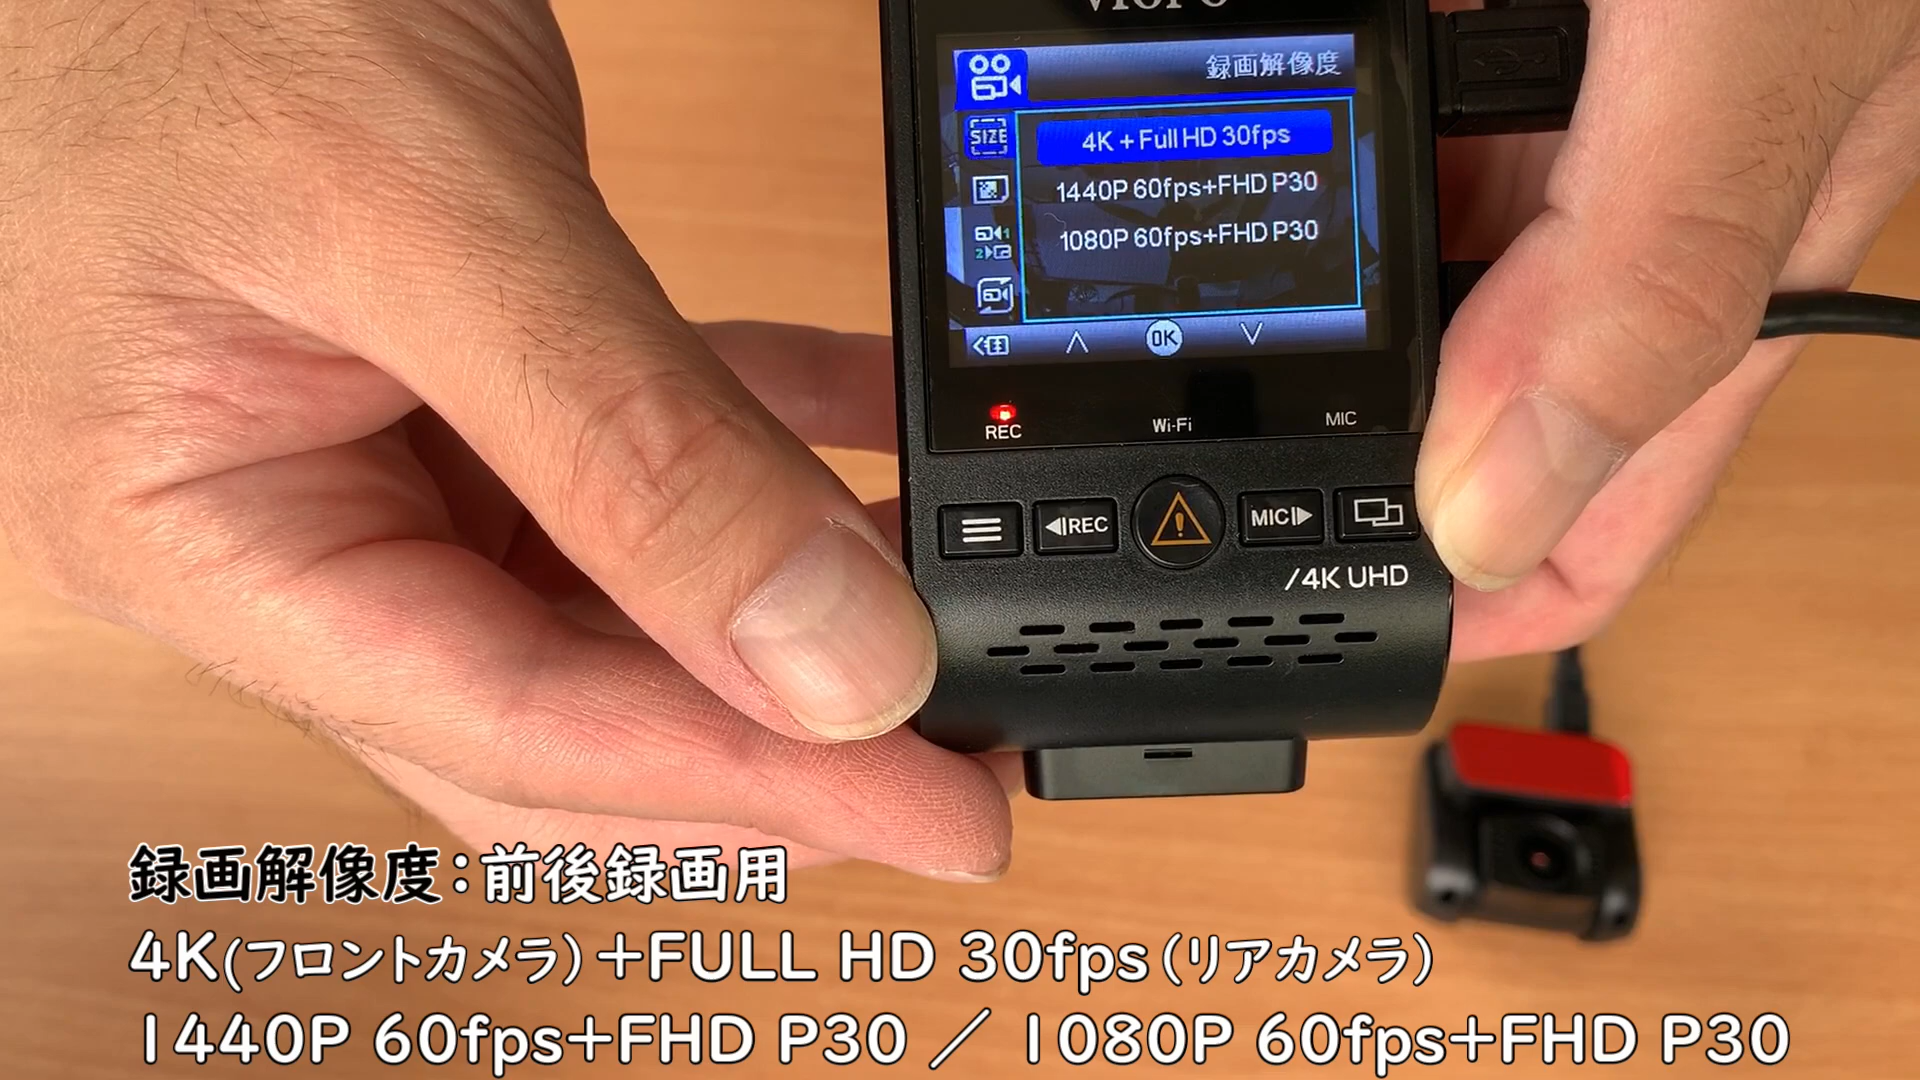 録画解像度
SIZE
4K + Full HD 30fps
1440P 60fps+FHD P30
1080P 60fps+FHD P30
OK
REC Wi-Fi MIC
REC MIC
/4K UHD
録画解像度：前後録画用
4K(フロントカメラ)+FULL HD 30fps(リアカメラ)
1440P 60fps+FHD P30 ／ 1080P 60fps+FHD P30